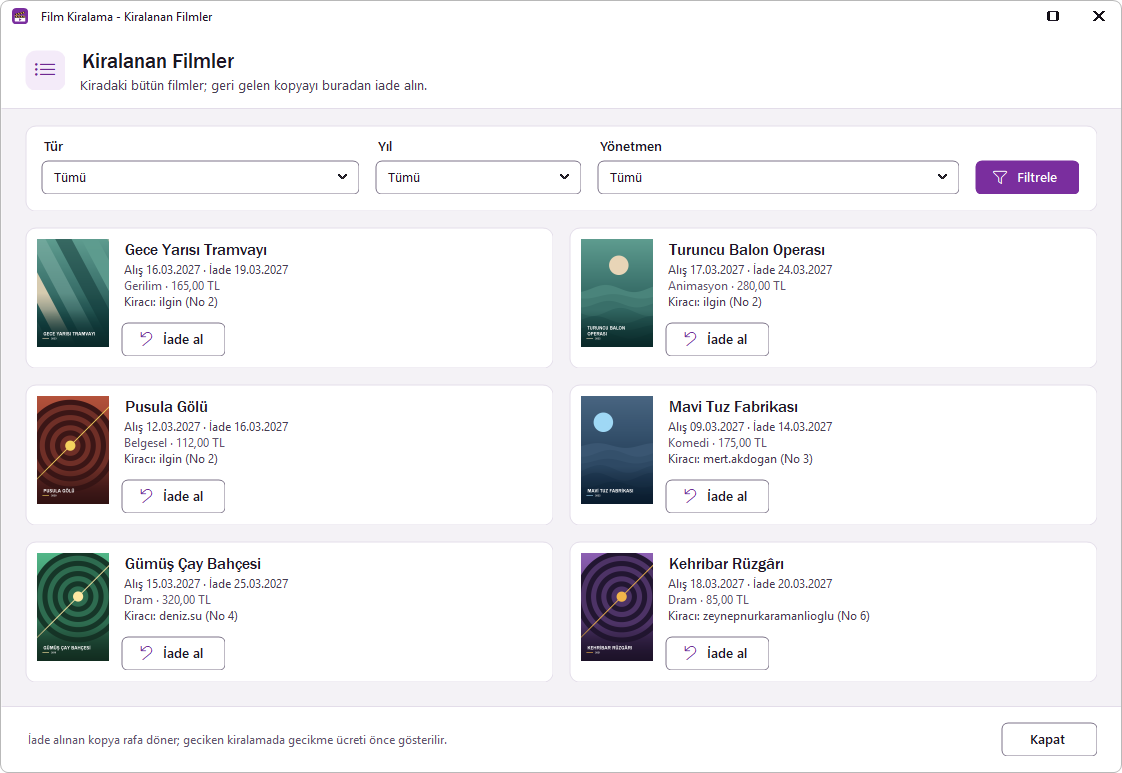 Film Kiralama - Kiralanan Filmler
Kiralanan Filmler
Kiradaki bütün filmler; geri gelen kopyayı buradan iade alın.
Tür
Yıl
Yönetmen
Tümü
Tümü
Tümü
Filtrele
GECE YARISI TRAMVAYI
Gece Yarısı Tramvayı
Alış 16.03.2027 · İade 19.03.2027
Gerilim · 165,00 TL
Kiracı: ilgin (No 2)
İade al
TURUNCU BALON
OPERASI
Turuncu Balon Operası
Alış 17.03.2027 · İade 24.03.2027
Animasyon · 280,00 TL
Kiracı: ilgin (No 2)
İade al
PUSULA GÖLÜ
Pusula Gölü
Alış 12.03.2027 · İade 16.03.2027
Belgesel · 112,00 TL
Kiracı: ilgin (No 2)
İade al
MAVİ TUZ FABRİKASI
Mavi Tuz Fabrikası
Alış 09.03.2027 · İade 14.03.2027
Komedi · 175,00 TL
Kiracı: mert.akdogan (No 3)
İade al
GÜMÜŞ ÇAY BAHÇESİ
Gümüş Çay Bahçesi
Alış 15.03.2027 · İade 25.03.2027
Dram · 320,00 TL
Kiracı: deniz.su (No 4)
İade al
KEHRİBAR RÜZGÂRI
Kehribar Rüzgârı
Alış 18.03.2027 · İade 20.03.2027
Dram · 85,00 TL
Kiracı: zeynepnurkaramanlioglu (No 6)
İade al
İade alınan kopya rafa döner; geciken kiralamada gecikme ücreti önce gösterilir.
Kapat